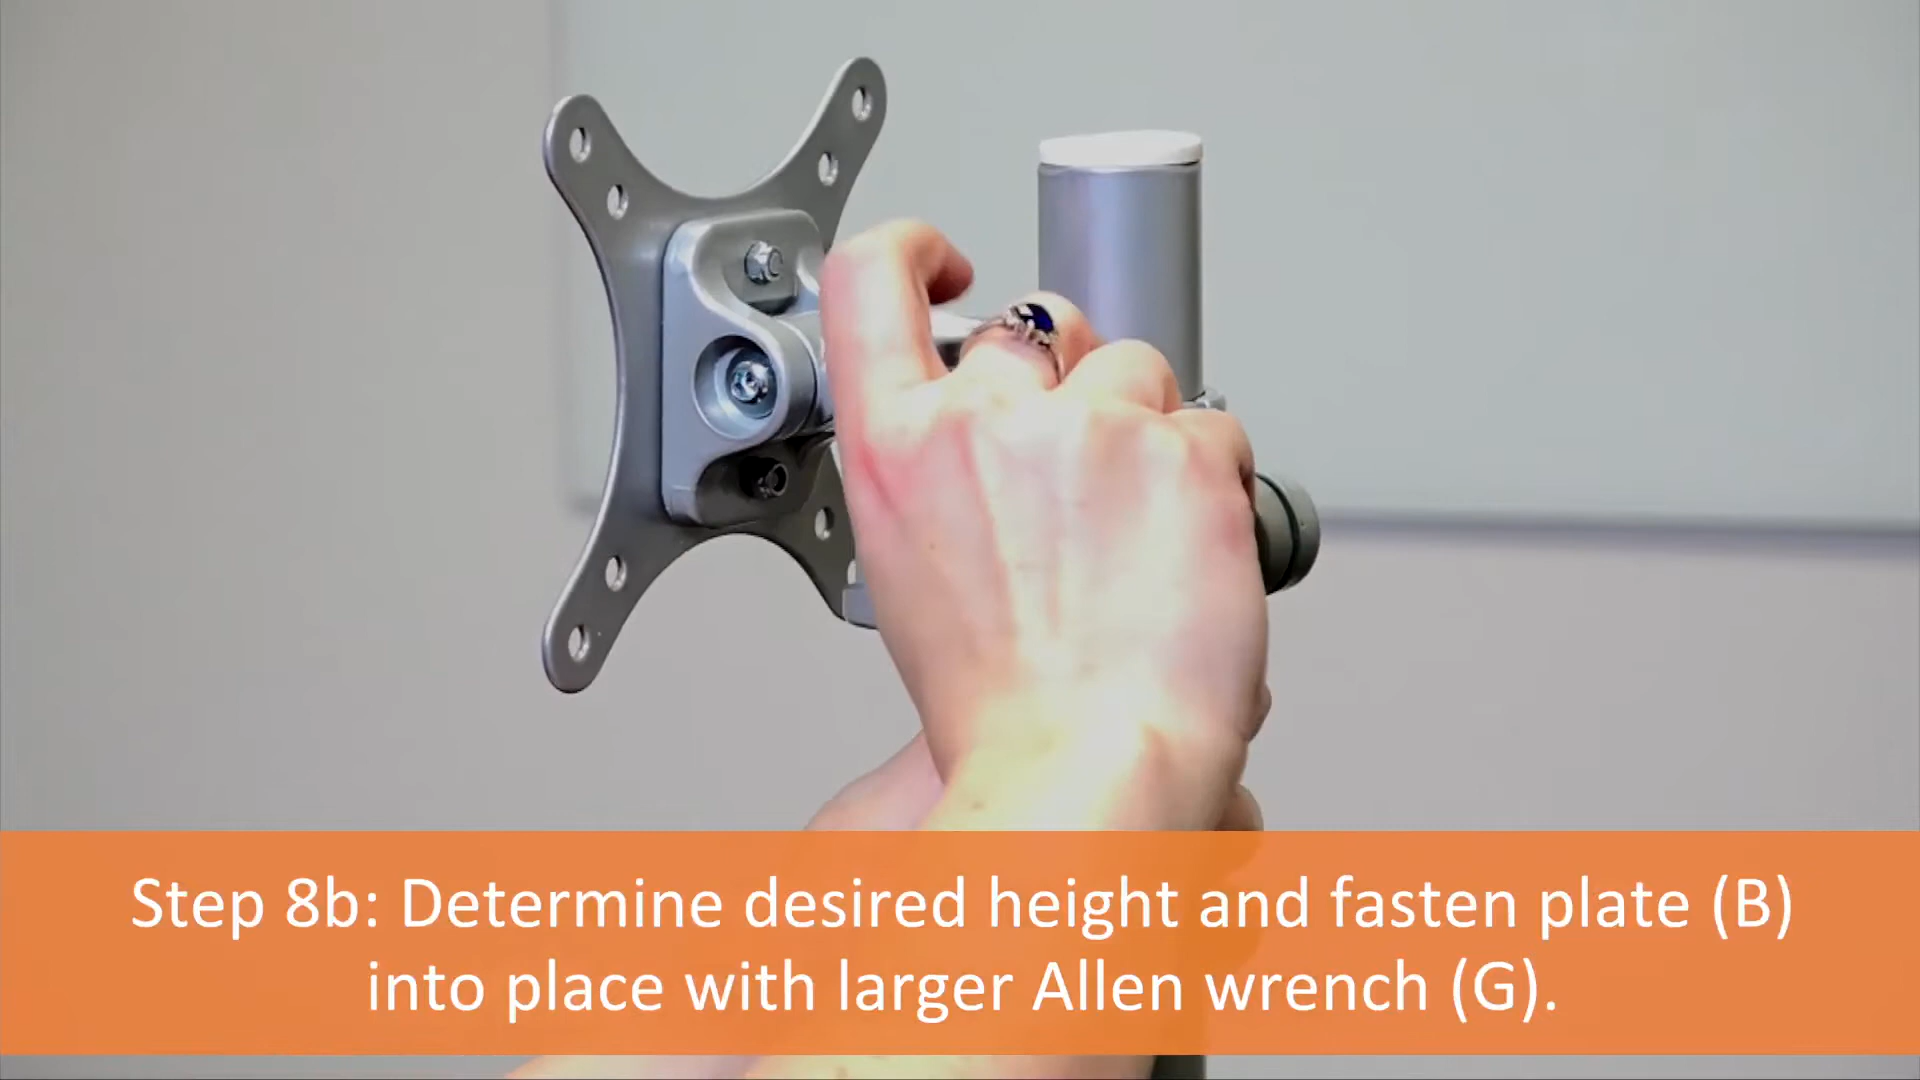 Step 8b: Determine desired height and fasten plate (B)
into place with larger Allen wrench (G).